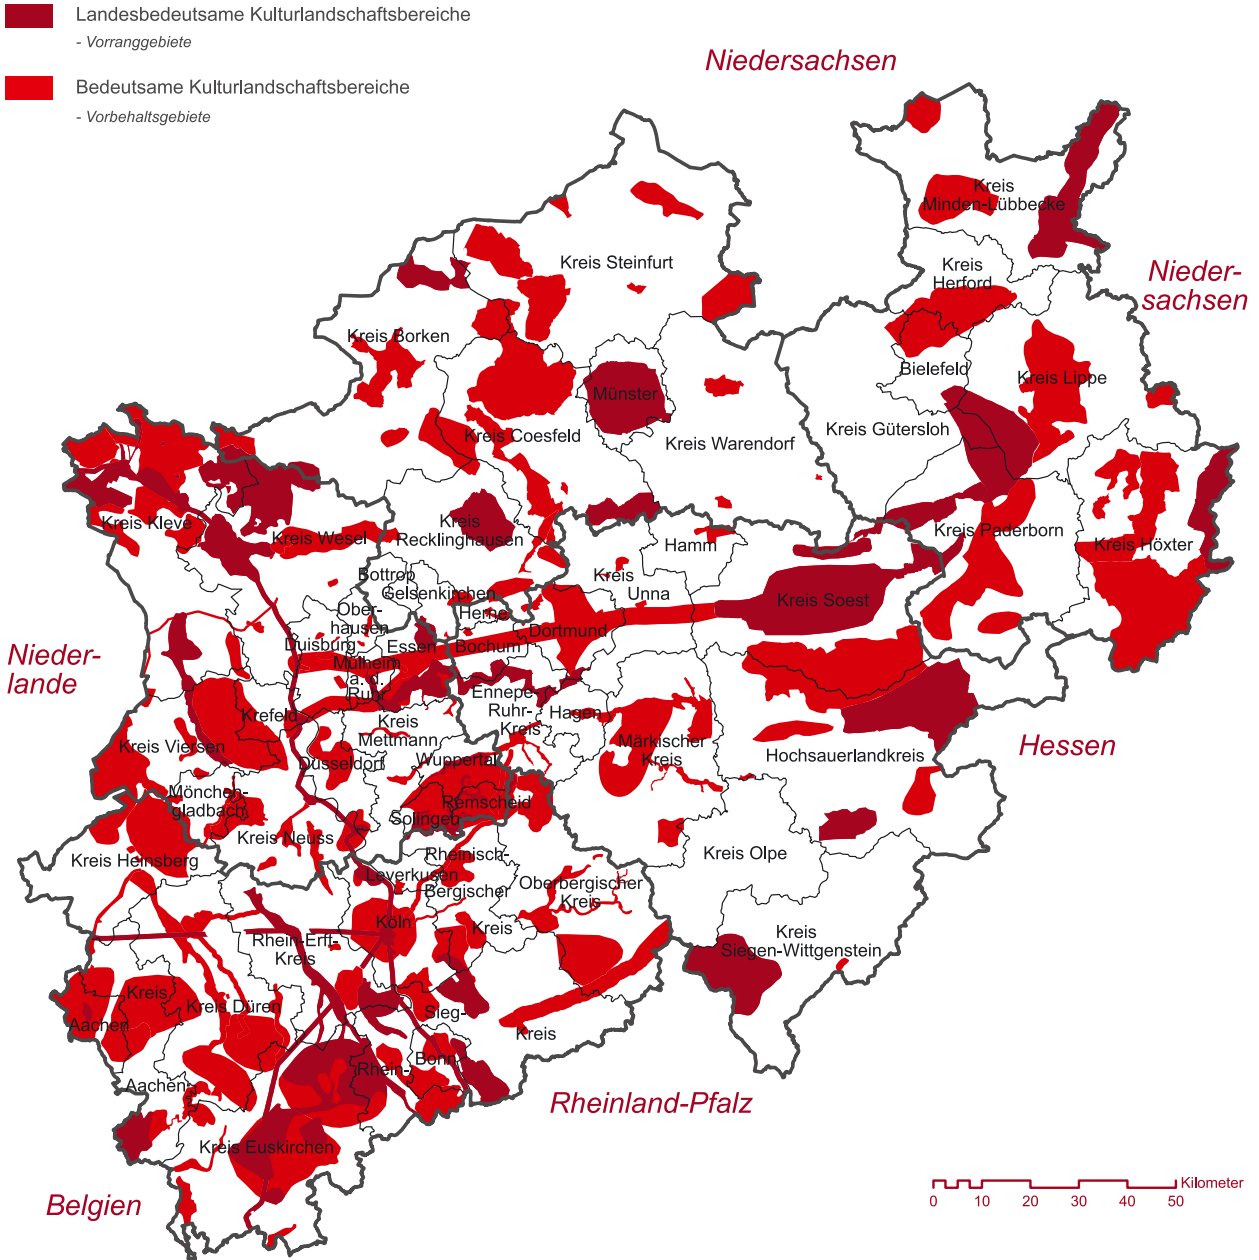 Landesbedeutsame Kulturlandschaftsbereiche
- Vorranggebiete
Bedeutsame Kulturlandschaftsbereiche
- Vorbehaltsgebiete
Niedersachsen
Kreis
Minden-Lübbecke
Kreis Steinfurt
Kreis
Herford
Nieder-
sachsen
Kreis Borken
Bielefeld
Kreis Lippe
Münster
Kreis Coesfeld
Kreis Warendorf
Kreis Gütersloh
Kreis Kleve
Kreis Wesel
Kreis
Recklinghausen
Kreis Paderborn
Kreis Höxter
Hamm
Bottrop
Gelsenkirchen
Kreis
Unna
Kreis Soest
Ober-
hausen
Herne
Duisburg
Essen
Bochum
Dortmund
Nieder-
lande
Mülheim
a. d.
Ruhr
Ennepe-
Ruhr-
Kreis
Hagen
Krefeld
Kreis
Mettmann
Kreis Viersen
Düsseldorf
Wuppertal
Märkischer
Kreis
Hochsauerlandkreis
Hessen
Mönchen-
gladbach
Remscheid
Solingen
Kreis Neuss
Kreis Heinsberg
Rheinisch-
Bergischer
Kreis
Leverkusen
Oberbergischer
Kreis
Kreis Olpe
Köln
Rhein-Erft-
Kreis
Kreis
Siegen-Wittgenstein
Kreis
Aachen
Kreis Düren
Sieg-
Kreis
Aachen
Rhein-
Bonn
Rheinland-Pfalz
Kreis Euskirchen
Belgien
Kilometer
0 10 20 30 40 50